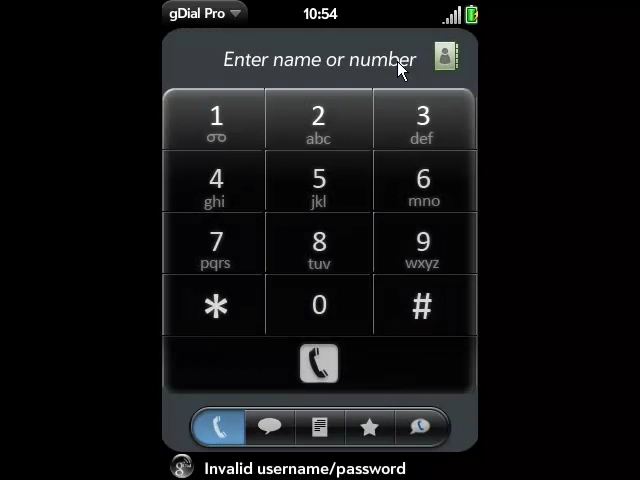 gDial Pro 10:54
Enter name or number
1 2 3
abc def
4 5 6
ghi jkl mno
7 8 9
pqrs tuv wxyz
* 0 #
Invalid username/password